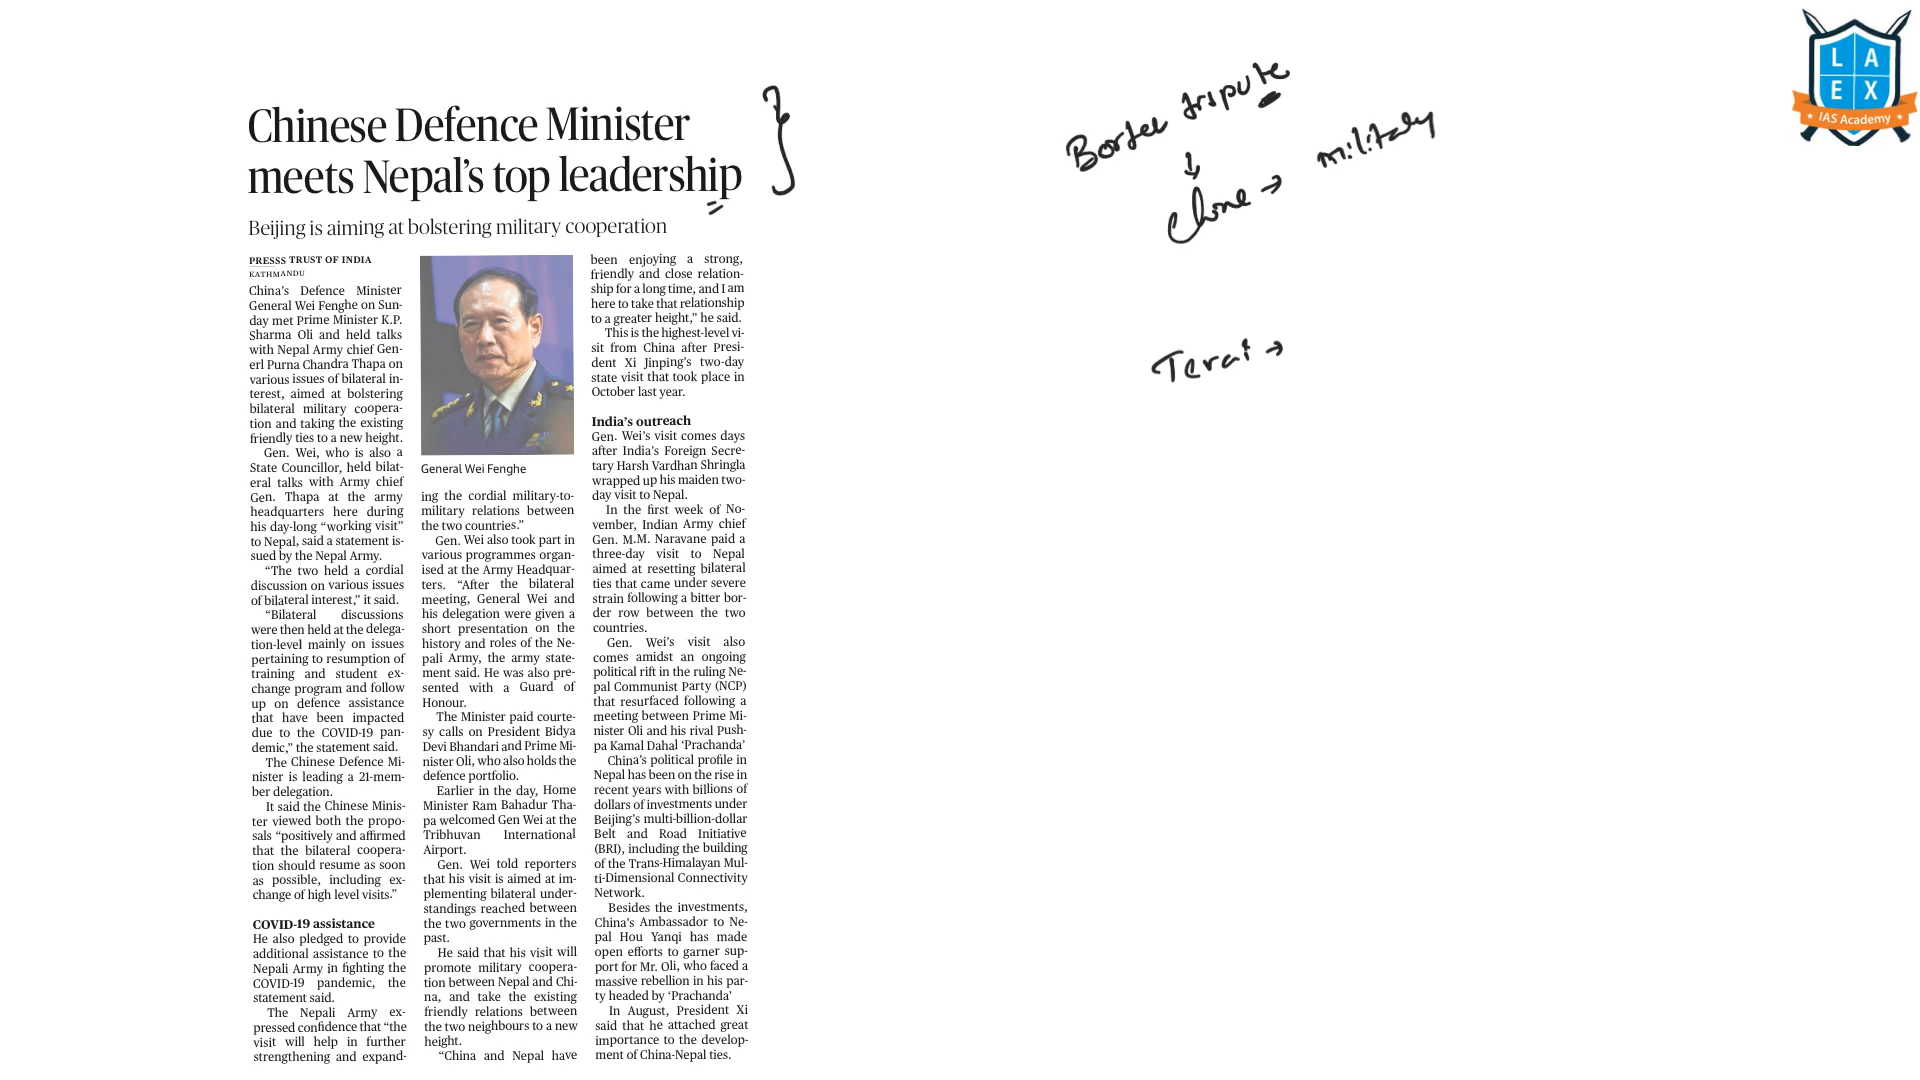 Chinese Defence Minister
meets Nepal's top leadership
Beijing is aiming at bolstering military cooperation
PRESSS TRUST OF INDIA
KATHMANDU
China's Defence Minister
General Wei Fenghe on Sun-
day met Prime Minister K.P.
Sharma Oli and held talks
with Nepal Army chief Gen-
erl Purna Chandra Thapa on
various issues of bilateral in-
terest, aimed at bolstering
bilateral military coopera-
tion and taking the existing
friendly ties to a new height.
Gen. Wei, who is also a
State Councillor, held bilat-
eral talks with Army chief
Gen. Thapa at the army
headquarters here during
his day-long “working visit”
to Nepal, said a statement is-
sued by the Nepal Army.
“The two held a cordial
discussion on various issues
of bilateral interest,” it said.
“Bilateral discussions
were then held at the delega-
tion-level mainly on issues
pertaining to resumption of
training and student ex-
change program and follow
up on defence assistance
that have been impacted
due to the COVID-19 pan-
demic,” the statement said.
The Chinese Defence Mi-
nister is leading a 21-mem-
ber delegation.
It said the Chinese Minis-
ter viewed both the propo-
sals “positively and affirmed
that the bilateral coopera-
tion should resume as soon
as possible, including ex-
change of high level visits.”
COVID-19 assistance
He also pledged to provide
additional assistance to the
Nepali Army in fighting the
COVID-19 pandemic, the
statement said.
The Nepali Army ex-
pressed confidence that “the
visit will help in further
strengthening and expand-
General Wei Fenghe
ing the cordial military-to-
military relations between
the two countries.”
Gen. Wei also took part in
various programmes organ-
ised at the Army Headquar-
ters. “After the bilateral
meeting, General Wei and
his delegation were given a
short presentation on the
history and roles of the Ne-
pali Army, the army state-
ment said. He was also pre-
sented with a Guard of
Honour.
The Minister paid courte-
sy calls on President Bidya
Devi Bhandari and Prime Mi-
nister Oli, who also holds the
defence portfolio.
Earlier in the day, Home
Minister Ram Bahadur Tha-
pa welcomed Gen Wei at the
Tribhuvan International
Airport.
Gen. Wei told reporters
that his visit is aimed at im-
plementing bilateral under-
standings reached between
the two governments in the
past.
He said that his visit will
promote military coopera-
tion between Nepal and Chi-
na, and take the existing
friendly relations between
the two neighbours to a new
height.
“China and Nepal have
been enjoying a strong,
friendly and close relation-
ship for a long time, and I am
here to take that relationship
to a greater height,” he said.
This is the highest-level vi-
sit from China after Presi-
dent Xi Jinping's two-day
state visit that took place in
October last year.
India's outreach
Gen. Wei's visit comes days
after India's Foreign Secre-
tary Harsh Vardhan Shringla
wrapped up his maiden two-
day visit to Nepal.
In the first week of No-
vember, Indian Army chief
Gen. M.M. Naravane paid a
three-day visit to Nepal
aimed at resetting bilateral
ties that came under severe
strain following a bitter bor-
der row between the two
countries.
Gen. Wei's visit also
comes amidst an ongoing
political rift in the ruling Ne-
pal Communist Party (NCP)
that resurfaced following a
meeting between Prime Mi-
nister Oli and his rival Push-
pa Kamal Dahal ‘Prachanda’
China's political profile in
Nepal has been on the rise in
recent years with billions of
dollars of investments under
Beijing's multi-billion-dollar
Belt and Road Initiative
(BRI), including the building
of the Trans-Himalayan Mul-
ti-Dimensional Connectivity
Network.
Besides the investments,
China's Ambassador to Ne-
pal Hou Yanqi has made
open efforts to garner sup-
port for Mr. Oli, who faced a
massive rebellion in his par-
ty headed by ‘Prachanda’
In August, President Xi
said that he attached great
importance to the develop-
ment of China-Nepal ties.
Border dispute
↓
→ military
Terai →
L A
E X
IAS Academy